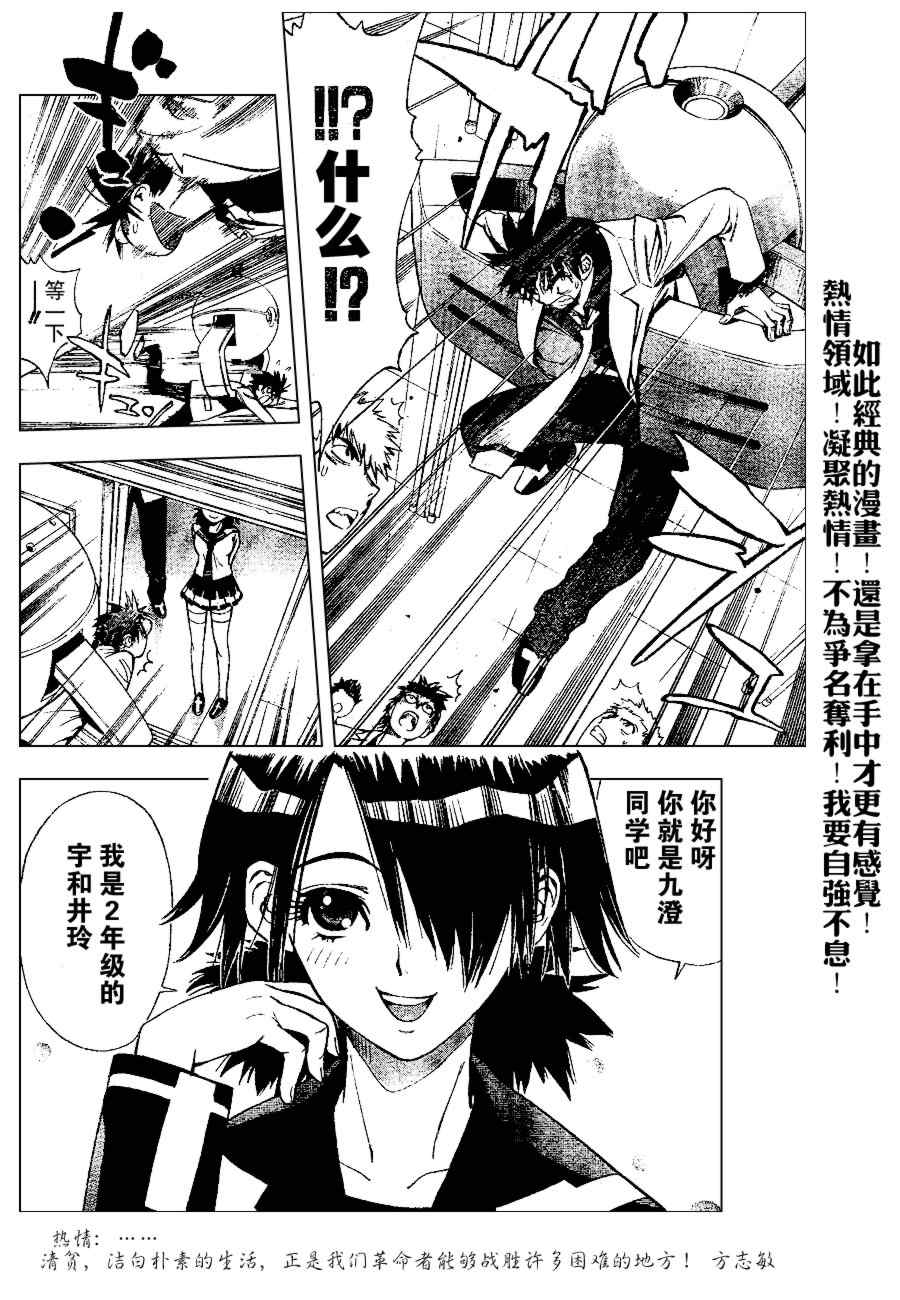 !!?什么!?
ギ
等一下
你好呀
你就是九澄
同学吧
我是2年级的
宇和井玲
如此經典的漫畫！還是拿在手中才更有感覺！
熱情領域！凝聚熱情！不為爭名奪利！我要自強不息！
热情：……
清贫，洁白朴素的生活，正是我们革命者能够战胜许多困难的地方！ 方志敏